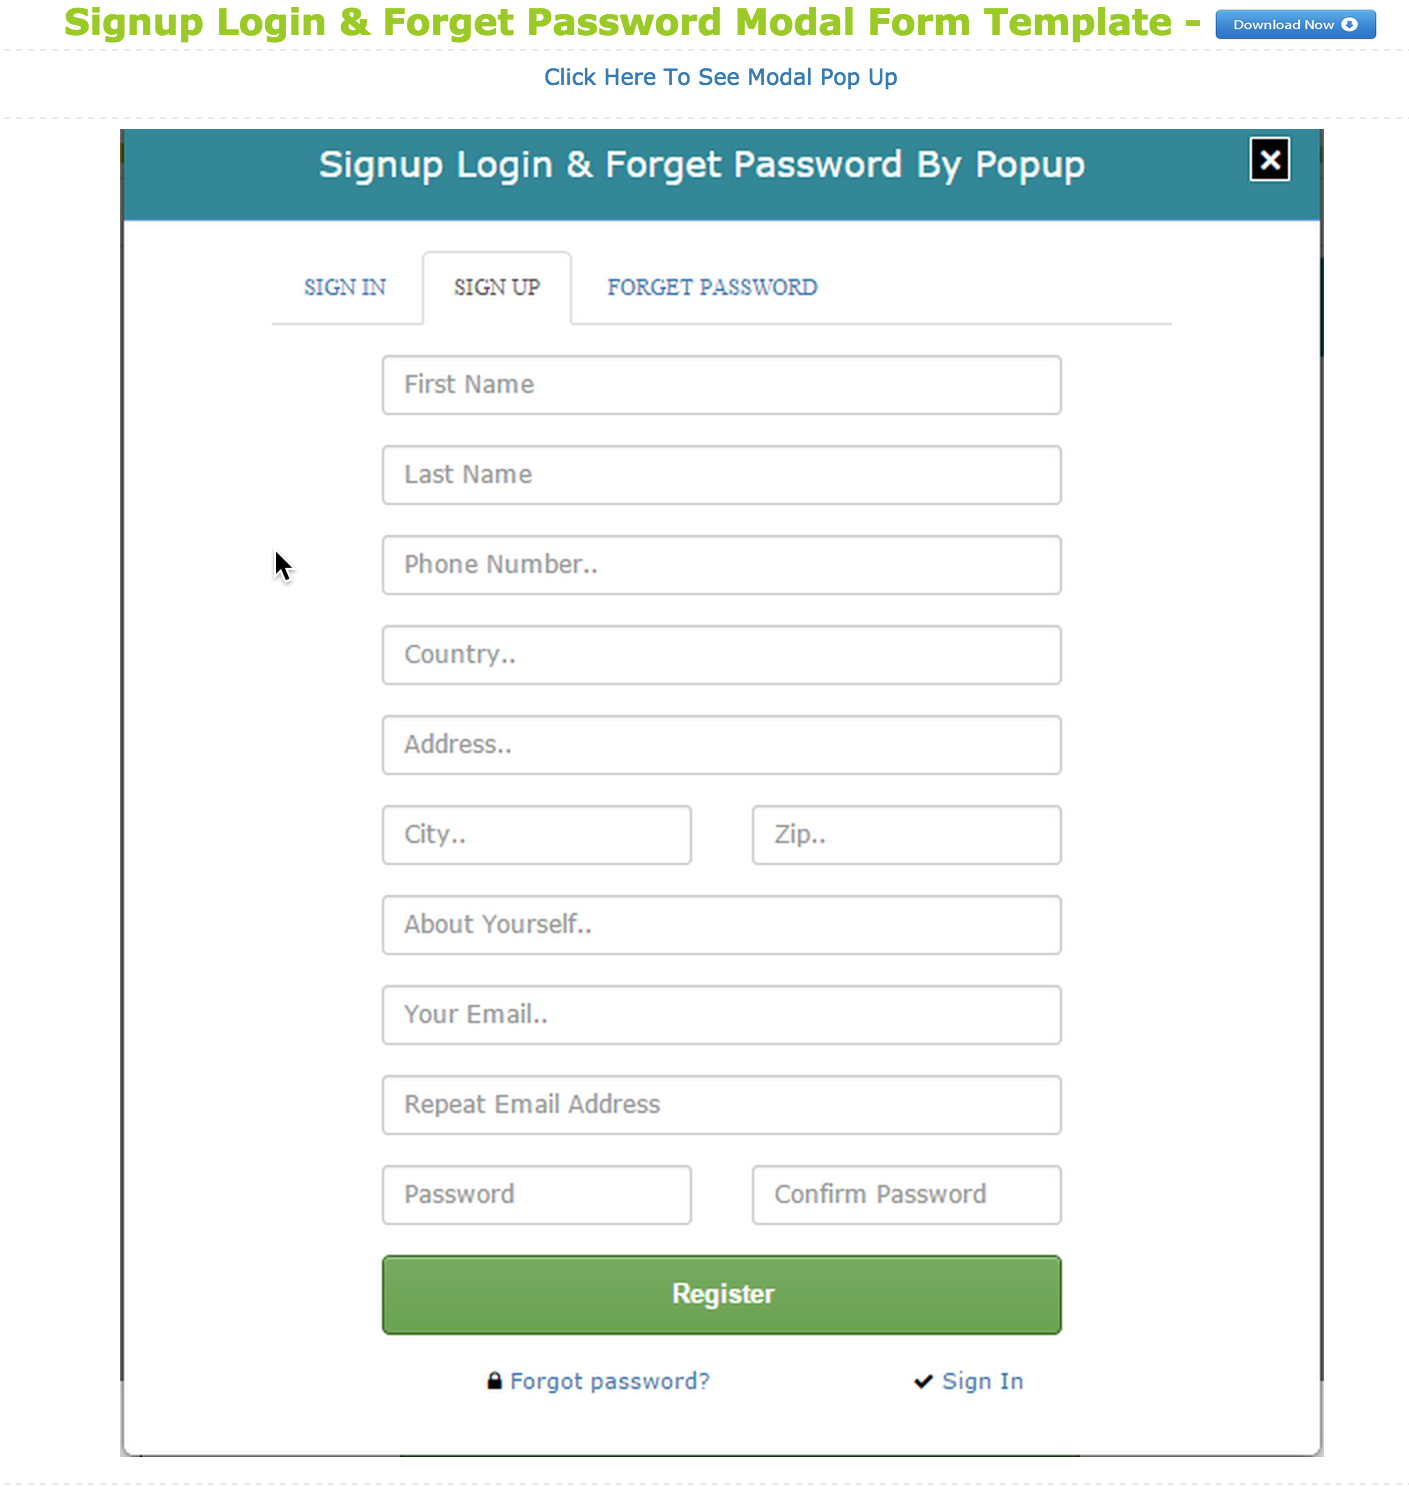 Signup Login & Forget Password Modal Form Template - Download Now
Click Here To See Modal Pop Up
Signup Login & Forget Password By Popup
SIGN IN SIGN UP FORGET PASSWORD
First Name
Last Name
Phone Number..
Country..
Address..
City.. Zip..
About Yourself..
Your Email..
Repeat Email Address
Password Confirm Password
Register
Forgot password? Sign In